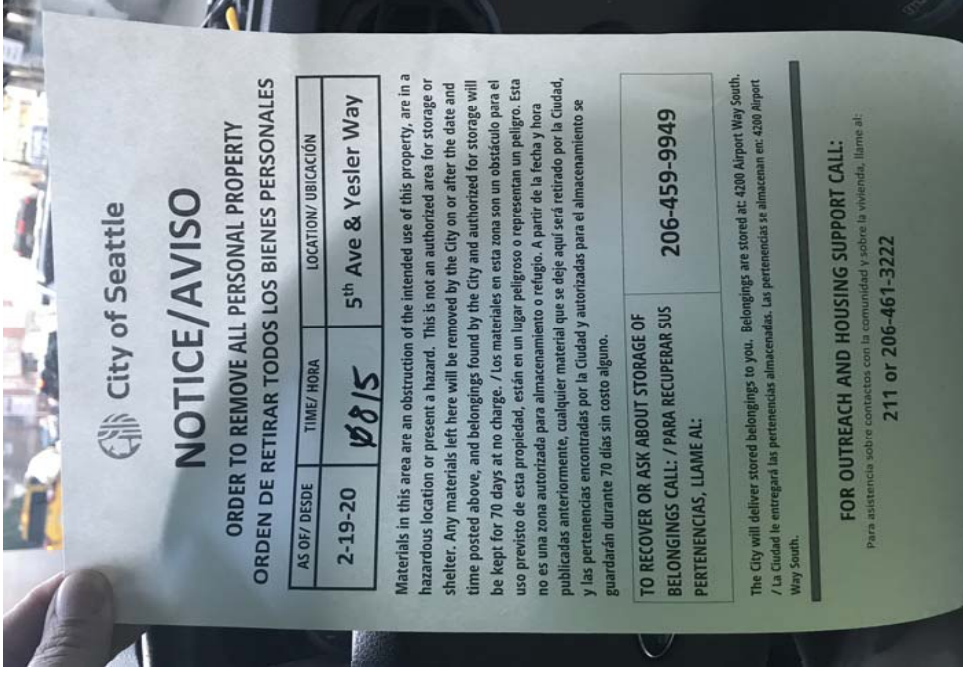 City of Seattle
NOTICE/AVISO
ORDER TO REMOVE ALL PERSONAL PROPERTY
ORDEN DE RETIRAR TODOS LOS BIENES PERSONALES
AS OF/ DESDE TIME/ HORA LOCATION/ UBICACIÓN
2-19-20 0815 5th Ave & Yesler Way
Materials in this area are an obstruction of the intended use of this property, are in a
hazardous location or present a hazard. This is not an authorized area for storage or
shelter. Any materials left here will be removed by the City on or after the date and
time posted above, and belongings found by the City and authorized for storage will
be kept for 70 days at no charge. / Los materiales en esta zona son un obstáculo para el
uso previsto de esta propiedad, están en un lugar peligroso o representan un peligro. Esta
no es una zona autorizada para almacenamiento o refugio. A partir de la fecha y hora
publicadas anteriormente, cualquier material que se deje aquí será retirado por la Ciudad,
y las pertenencias encontradas por la Ciudad y autorizadas para el almacenamiento se
guardarán durante 70 días sin costo alguno.
TO RECOVER OR ASK ABOUT STORAGE OF
BELONGINGS CALL: / PARA RECUPERAR SUS
PERTENENCIAS, LLAME AL:
206-459-9949
The City will deliver stored belongings to you. Belongings are stored at: 4200 Airport Way South.
/ La Ciudad le entregará las pertenencias almacenadas. Las pertenencias se almacenan en: 4200 Airport
Way South.
FOR OUTREACH AND HOUSING SUPPORT CALL:
Para asistencia sobre contactos con la comunidad y sobre la vivienda, llame al:
211 or 206-461-3222